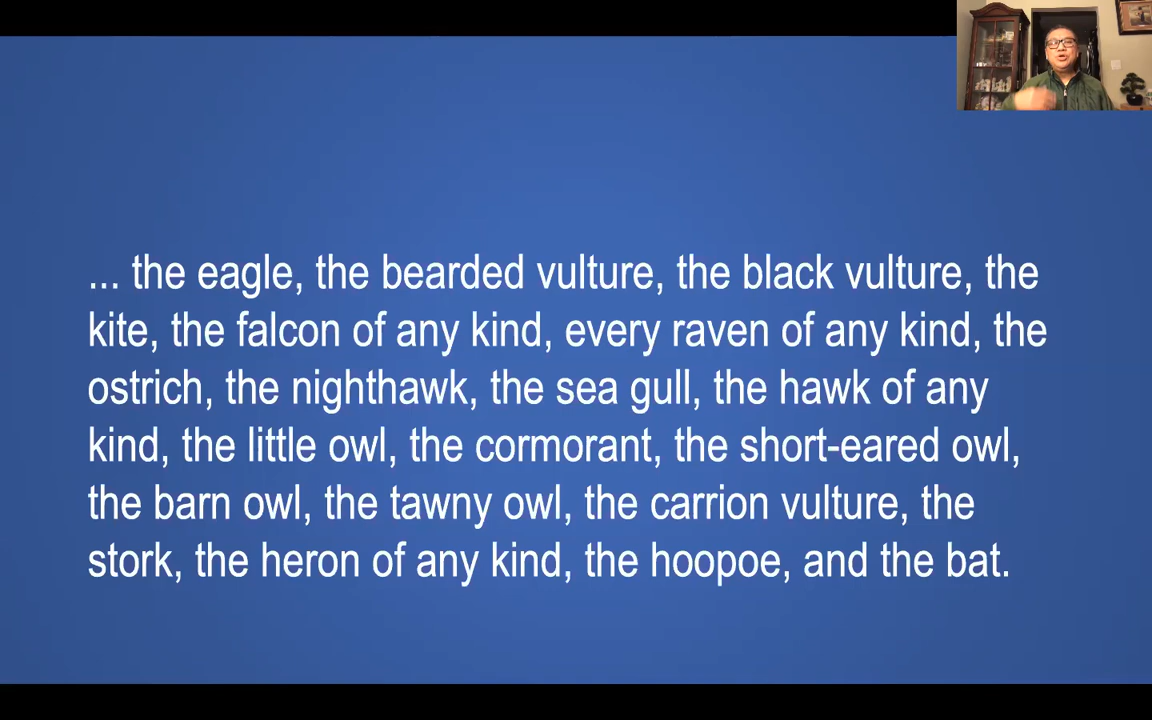 ... the eagle, the bearded vulture, the black vulture, the
kite, the falcon of any kind, every raven of any kind, the
ostrich, the nighthawk, the sea gull, the hawk of any
kind, the little owl, the cormorant, the short-eared owl,
the barn owl, the tawny owl, the carrion vulture, the
stork, the heron of any kind, the hoopoe, and the bat.